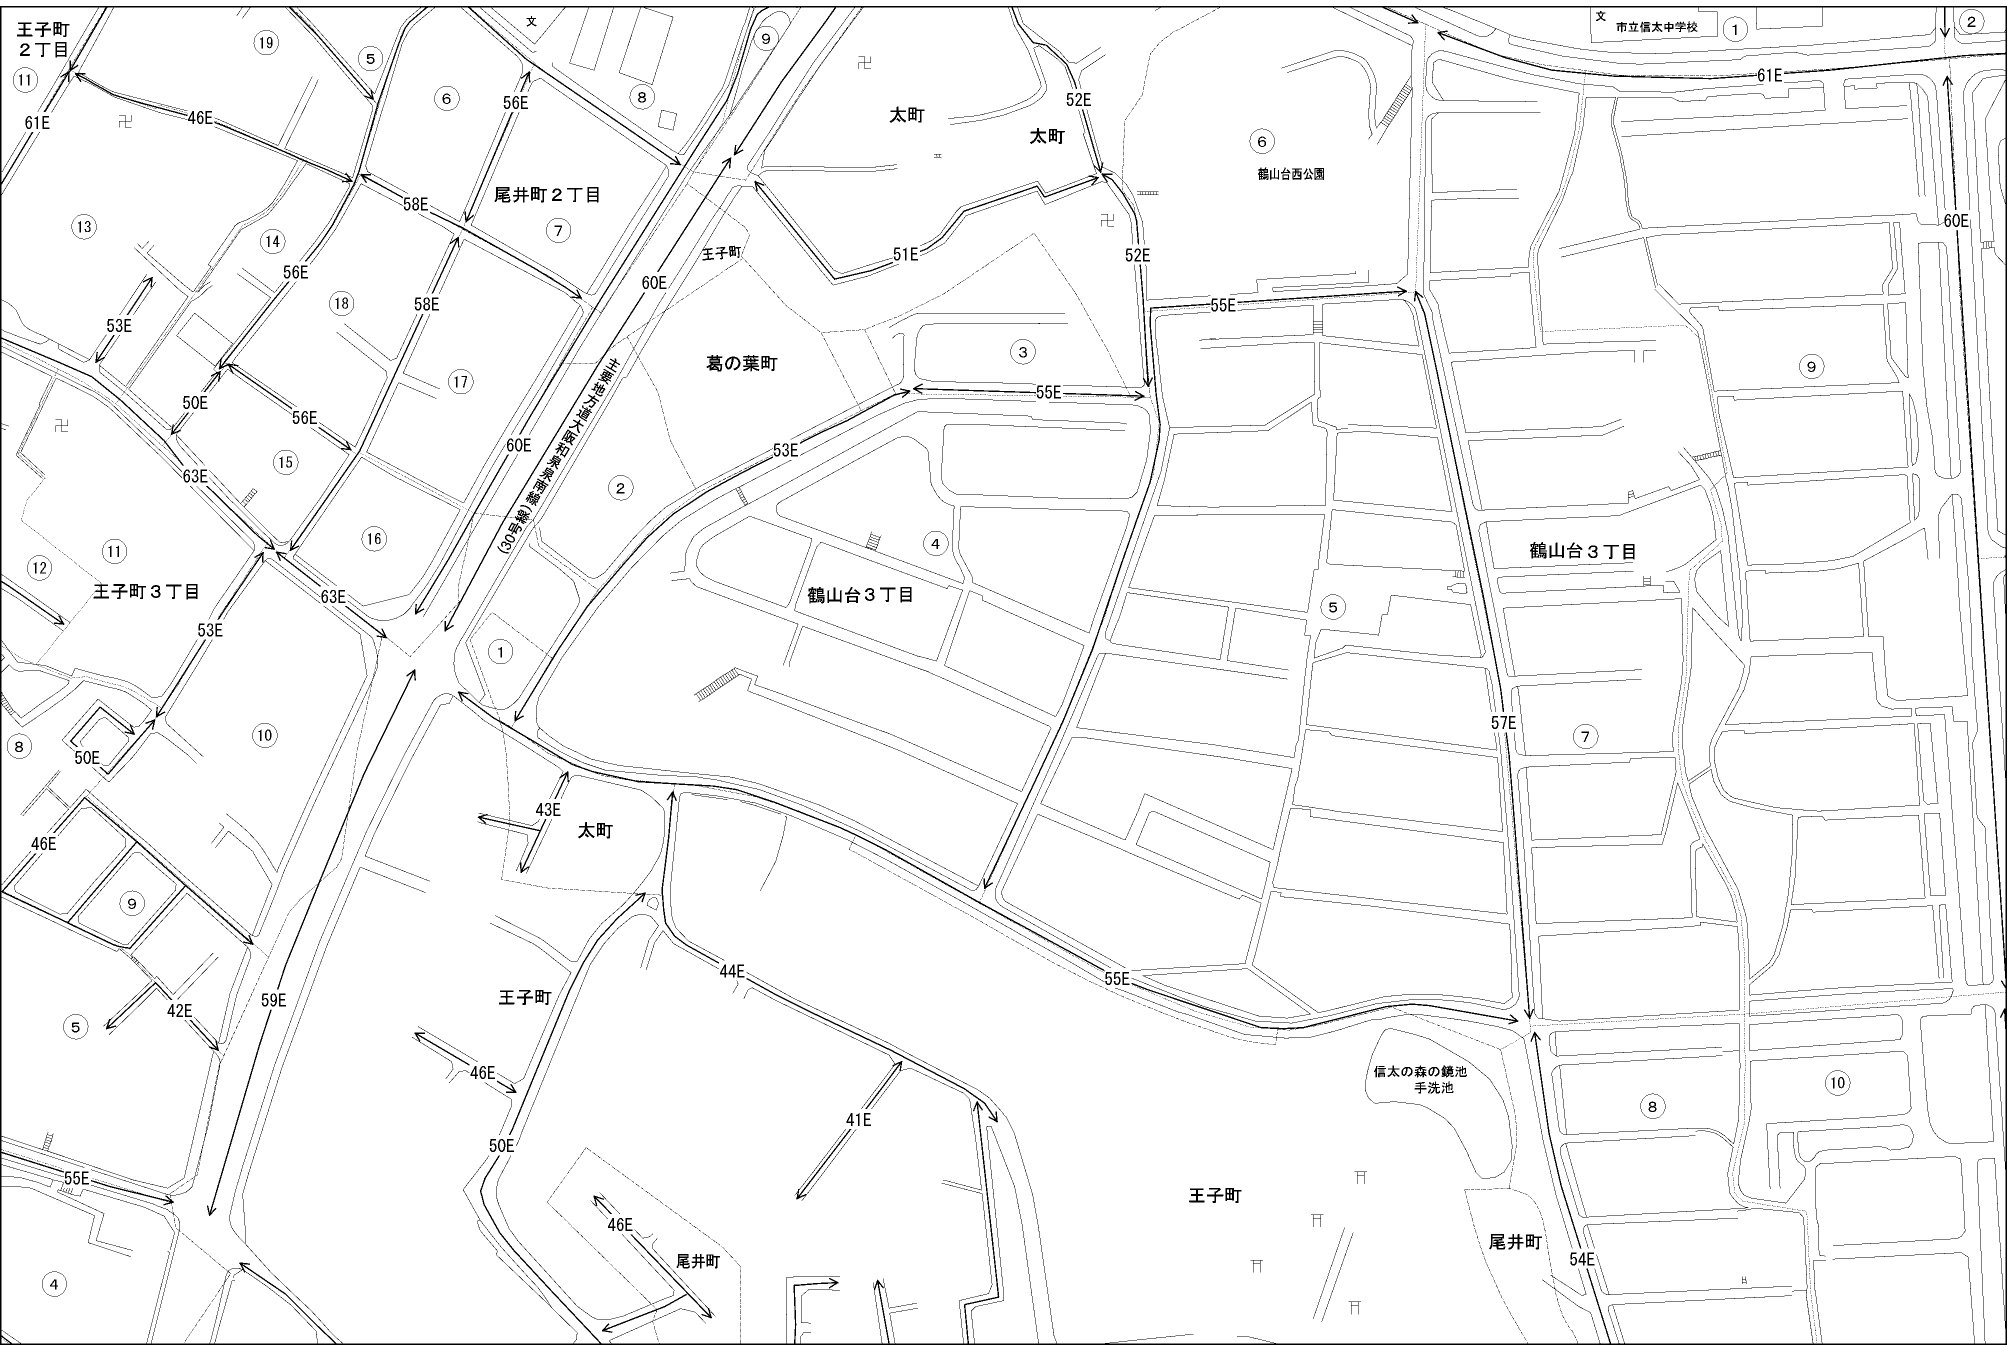 王子町
2丁目
⑲
⑤
文
⑨
文
市立信太中学校
①
②
⑪
⑥
⑧
61E
56E
52E
太町
太町
61E
46E
⑥
鶴山台西公園
尾井町2丁目
58E
⑦
⑬
⑭
王子町
51E
52E
60E
56E
60E
58E
⑱
55E
53E
③
葛の葉町
主要地方道大阪和泉泉南線
(30号線)
⑨
⑰
50E
56E
55E
60E
53E
⑮
63E
②
⑯
④
鶴山台3丁目
⑪
⑫
王子町3丁目
63E
鶴山台3丁目
⑤
53E
①
57E
⑦
⑧
50E
⑩
43E
太町
46E
⑨
44E
55E
王子町
59E
42E
⑤
46E
信太の森の鏡池
手洗池
⑩
⑧
41E
50E
55E
王子町
46E
尾井町
尾井町
54E
④